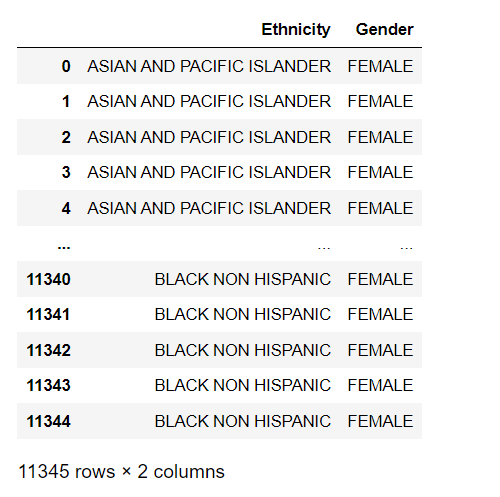 Ethnicity Gender
0 ASIAN AND PACIFIC ISLANDER FEMALE
1 ASIAN AND PACIFIC ISLANDER FEMALE
2 ASIAN AND PACIFIC ISLANDER FEMALE
3 ASIAN AND PACIFIC ISLANDER FEMALE
4 ASIAN AND PACIFIC ISLANDER FEMALE
... ... ...
11340 BLACK NON HISPANIC FEMALE
11341 BLACK NON HISPANIC FEMALE
11342 BLACK NON HISPANIC FEMALE
11343 BLACK NON HISPANIC FEMALE
11344 BLACK NON HISPANIC FEMALE
11345 rows × 2 columns